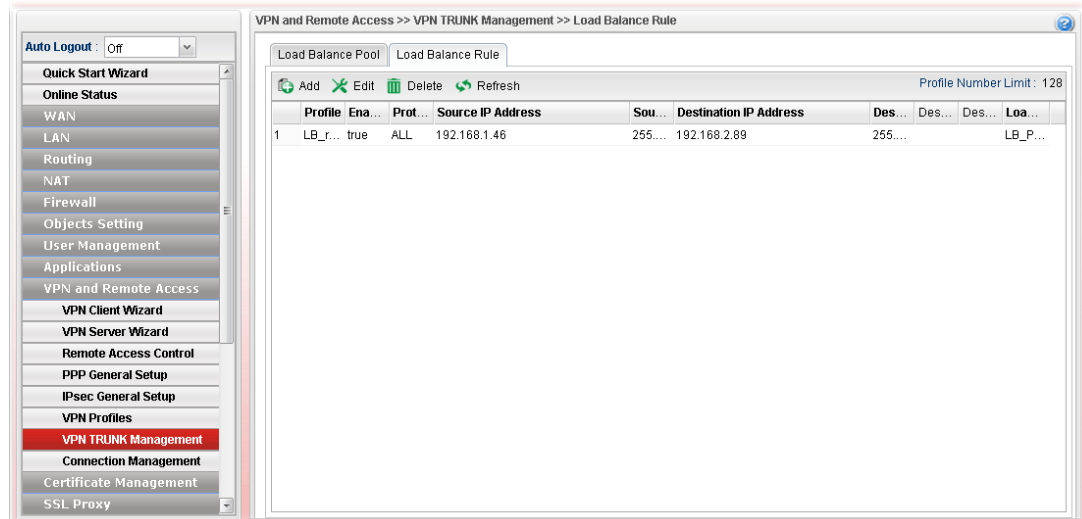 VPN and Remote Access >> VPN TRUNK Management >> Load Balance Rule
Auto Logout : Off
Quick Start Wizard
Online Status
WAN
LAN
Routing
NAT
Firewall
Objects Setting
User Management
Applications
VPN and Remote Access
VPN Client Wizard
VPN Server Wizard
Remote Access Control
PPP General Setup
IPsec General Setup
VPN Profiles
VPN TRUNK Management
Connection Management
Certificate Management
SSL Proxy
Load Balance Pool Load Balance Rule
Add Edit Delete Refresh Profile Number Limit : 128
Profile Ena... Prot... Source IP Address Sou... Destination IP Address Des... Des... Des... Loa...
1 LB_r... true ALL 192.168.1.46 255.... 192.168.2.89 255.... LB_P...